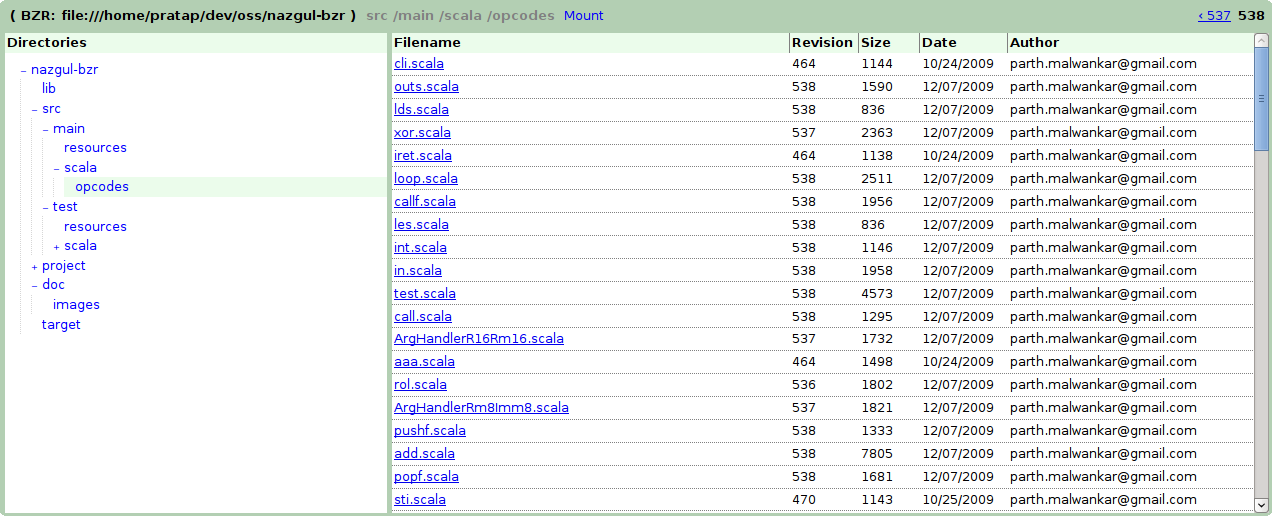 ( BZR: file:///home/pratap/dev/oss/nazgul-bzr ) src /main /scala /opcodes Mount ‹ 537 538
Directories
– nazgul-bzr
lib
– src
– main
resources
– scala
opcodes
– test
resources
+ scala
+ project
– doc
images
target
Filename Revision Size Date Author
cli.scala 464 1144 10/24/2009 parth.malwankar@gmail.com
outs.scala 538 1590 12/07/2009 parth.malwankar@gmail.com
lds.scala 538 836 12/07/2009 parth.malwankar@gmail.com
xor.scala 537 2363 12/07/2009 parth.malwankar@gmail.com
iret.scala 464 1138 10/24/2009 parth.malwankar@gmail.com
loop.scala 538 2511 12/07/2009 parth.malwankar@gmail.com
callf.scala 538 1956 12/07/2009 parth.malwankar@gmail.com
les.scala 538 836 12/07/2009 parth.malwankar@gmail.com
int.scala 538 1146 12/07/2009 parth.malwankar@gmail.com
in.scala 538 1958 12/07/2009 parth.malwankar@gmail.com
test.scala 538 4573 12/07/2009 parth.malwankar@gmail.com
call.scala 538 1295 12/07/2009 parth.malwankar@gmail.com
ArgHandlerR16Rm16.scala 537 1732 12/07/2009 parth.malwankar@gmail.com
aaa.scala 464 1498 10/24/2009 parth.malwankar@gmail.com
rol.scala 536 1802 12/07/2009 parth.malwankar@gmail.com
ArgHandlerRm8Imm8.scala 537 1821 12/07/2009 parth.malwankar@gmail.com
pushf.scala 538 1333 12/07/2009 parth.malwankar@gmail.com
add.scala 538 7805 12/07/2009 parth.malwankar@gmail.com
popf.scala 538 1681 12/07/2009 parth.malwankar@gmail.com
sti.scala 470 1143 10/25/2009 parth.malwankar@gmail.com